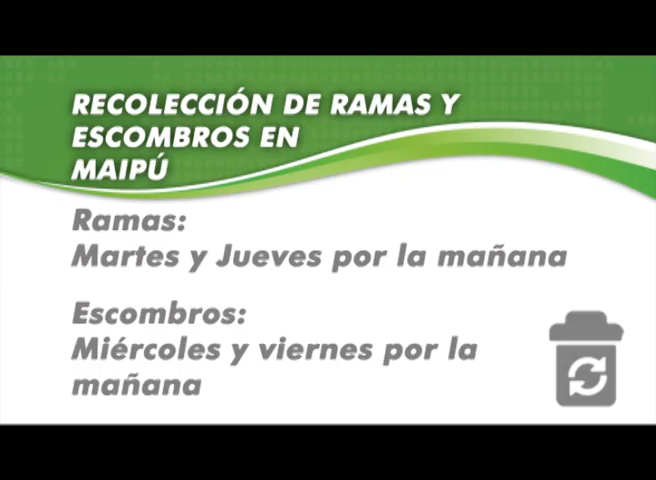 RECOLECCIÓN DE RAMAS Y
ESCOMBROS EN
MAIPÚ
Ramas:
Martes y Jueves por la mañana
Escombros:
Miércoles y viernes por la
mañana